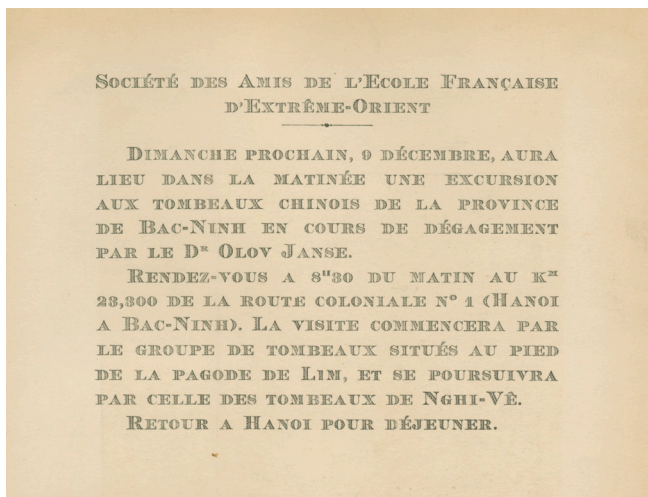 SOCIÉTÉ DES AMIS DE L'ECOLE FRANÇAISE
D'EXTRÊME-ORIENT
DIMANCHE PROCHAIN, 9 DÉCEMBRE, AURA
LIEU DANS LA MATINÉE UNE EXCURSION
AUX TOMBEAUX CHINOIS DE LA PROVINCE
DE BAC-NINH EN COURS DE DÉGAGEMENT
PAR LE Dᴿ OLOV JANSE.
RENDEZ-VOUS A 8ᴴ30 DU MATIN AU Kᴹ
23,300 DE LA ROUTE COLONIALE Nº 1 (HANOI
A BAC-NINH). LA VISITE COMMENCERA PAR
LE GROUPE DE TOMBEAUX SITUÉS AU PIED
DE LA PAGODE DE LIM, ET SE POURSUIVRA
PAR CELLE DES TOMBEAUX DE NGHI-VÊ.
RETOUR A HANOI POUR DÉJEUNER.